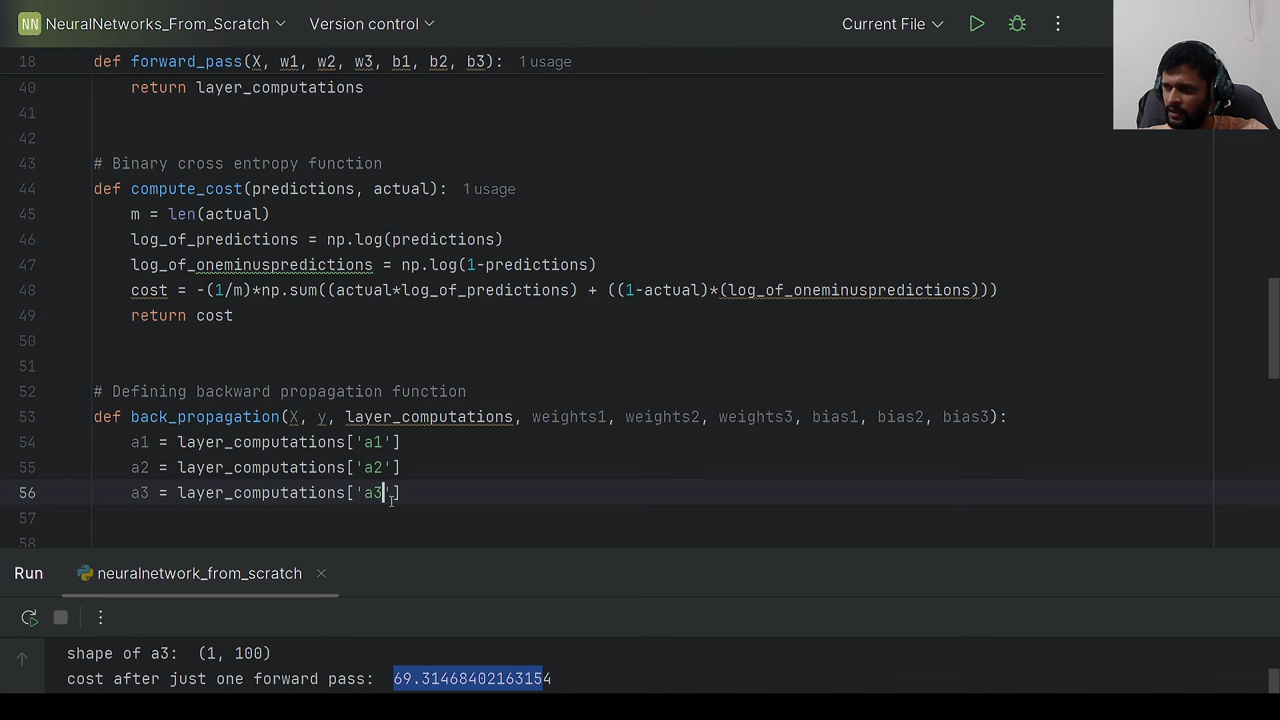 NN NeuralNetworks_From_Scratch Version control Current File
18 def forward_pass(X, w1, w2, w3, b1, b2, b3): 1 usage
40 return layer_computations
41
42
43 # Binary cross entropy function
44 def compute_cost(predictions, actual): 1 usage
45 m = len(actual)
46 log_of_predictions = np.log(predictions)
47 log_of_oneminuspredictions = np.log(1-predictions)
48 cost = -(1/m)*np.sum((actual*log_of_predictions) + ((1-actual)*(log_of_oneminuspredictions)))
49 return cost
50
51
52 # Defining backward propagation function
53 def back_propagation(X, y, layer_computations, weights1, weights2, weights3, bias1, bias2, bias3):
54 a1 = layer_computations['a1']
55 a2 = layer_computations['a2']
56 a3 = layer_computations['a3']
57
58
Run neuralnetwork_from_scratch
shape of a3: (1, 100)
cost after just one forward pass: 69.31468402163154